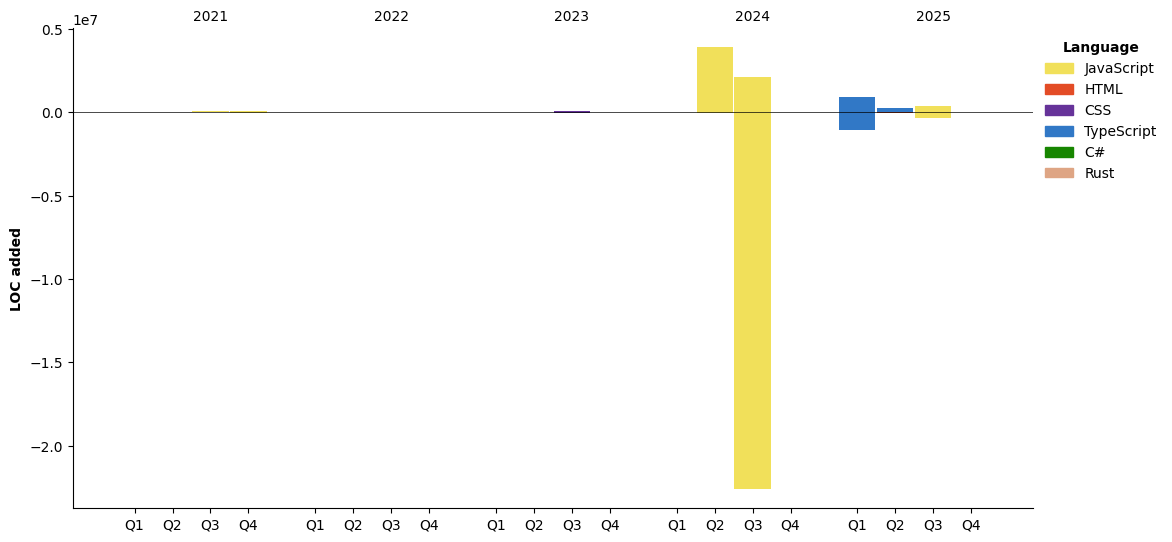 2021 2022 2023 2024 2025
1e7
0.5
0.0
−0.5
−1.0
−1.5
−2.0
LOC added
Q1 Q2 Q3 Q4 Q1 Q2 Q3 Q4 Q1 Q2 Q3 Q4 Q1 Q2 Q3 Q4 Q1 Q2 Q3 Q4
Language
JavaScript
HTML
CSS
TypeScript
C#
Rust